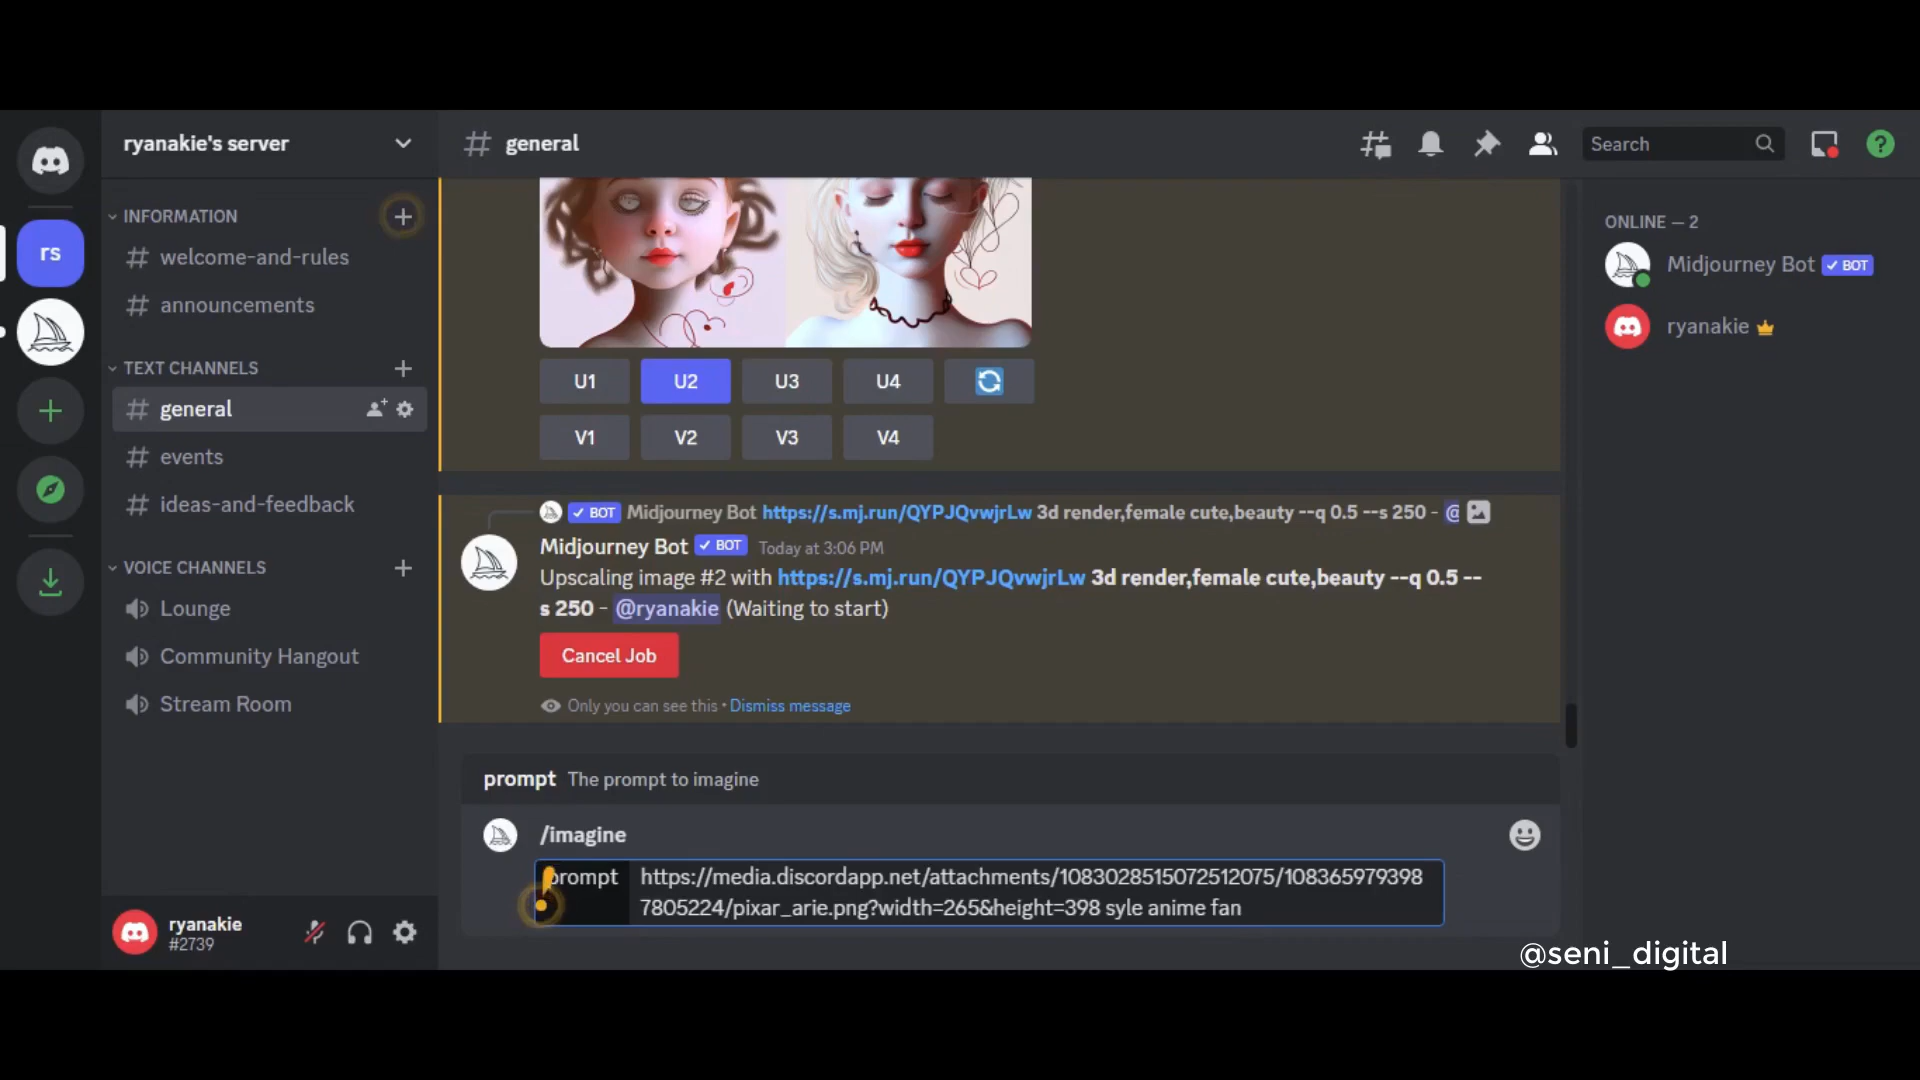 ryanakie's server
general
Search
INFORMATION
welcome-and-rules
announcements
TEXT CHANNELS
general
events
ideas-and-feedback
VOICE CHANNELS
Lounge
Community Hangout
Stream Room
ryanakie
#2739
rs
U1 U2 U3 U4
V1 V2 V3 V4
BOT Midjourney Bot https://s.mj.run/QYPJQvwjrLw 3d render,female cute,beauty --q 0.5 --s 250 - @
Midjourney Bot BOT Today at 3:06 PM
Upscaling image #2 with https://s.mj.run/QYPJQvwjrLw 3d render,female cute,beauty --q 0.5 --
s 250 - @ryanakie (Waiting to start)
Cancel Job
Only you can see this • Dismiss message
prompt The prompt to imagine
/imagine
prompt https://media.discordapp.net/attachments/1083028515072512075/108365979398
7805224/pixar_arie.png?width=265&height=398 syle anime fan
ONLINE — 2
Midjourney Bot BOT
ryanakie
@seni_digital